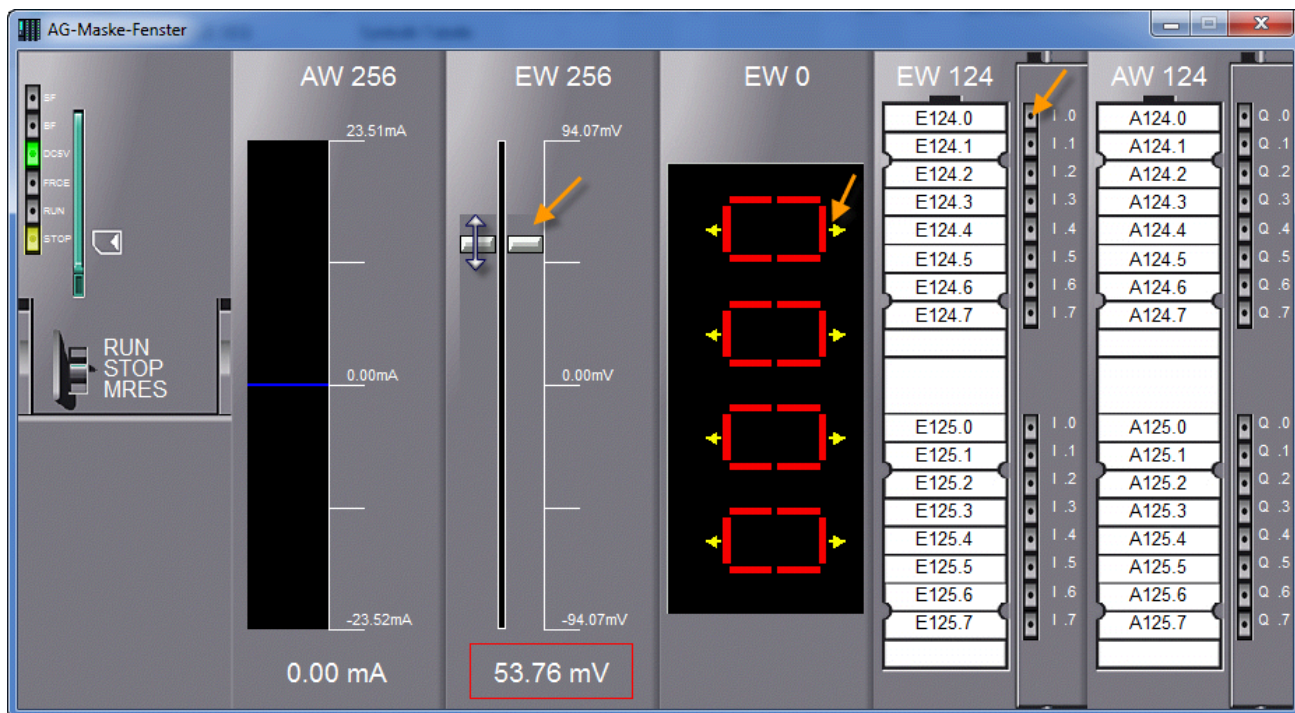 AG-Maske-Fenster
SF
BF
DC5V
FRCE
RUN
STOP
RUN
STOP
MRES
AW 256
23.51mA
0.00mA
-23.52mA
0.00 mA
EW 256
94.07mV
0.00mV
-94.07mV
53.76 mV
EW 0
EW 124
E124.0
E124.1
E124.2
E124.3
E124.4
E124.5
E124.6
E124.7
E125.0
E125.1
E125.2
E125.3
E125.4
E125.5
E125.6
E125.7
I .0
I .1
I .2
I .3
I .4
I .5
I .6
I .7
I .0
I .1
I .2
I .3
I .4
I .5
I .6
I .7
AW 124
A124.0
A124.1
A124.2
A124.3
A124.4
A124.5
A124.6
A124.7
A125.0
A125.1
A125.2
A125.3
A125.4
A125.5
A125.6
A125.7
Q .0
Q .1
Q .2
Q .3
Q .4
Q .5
Q .6
Q .7
Q .0
Q .1
Q .2
Q .3
Q .4
Q .5
Q .6
Q .7